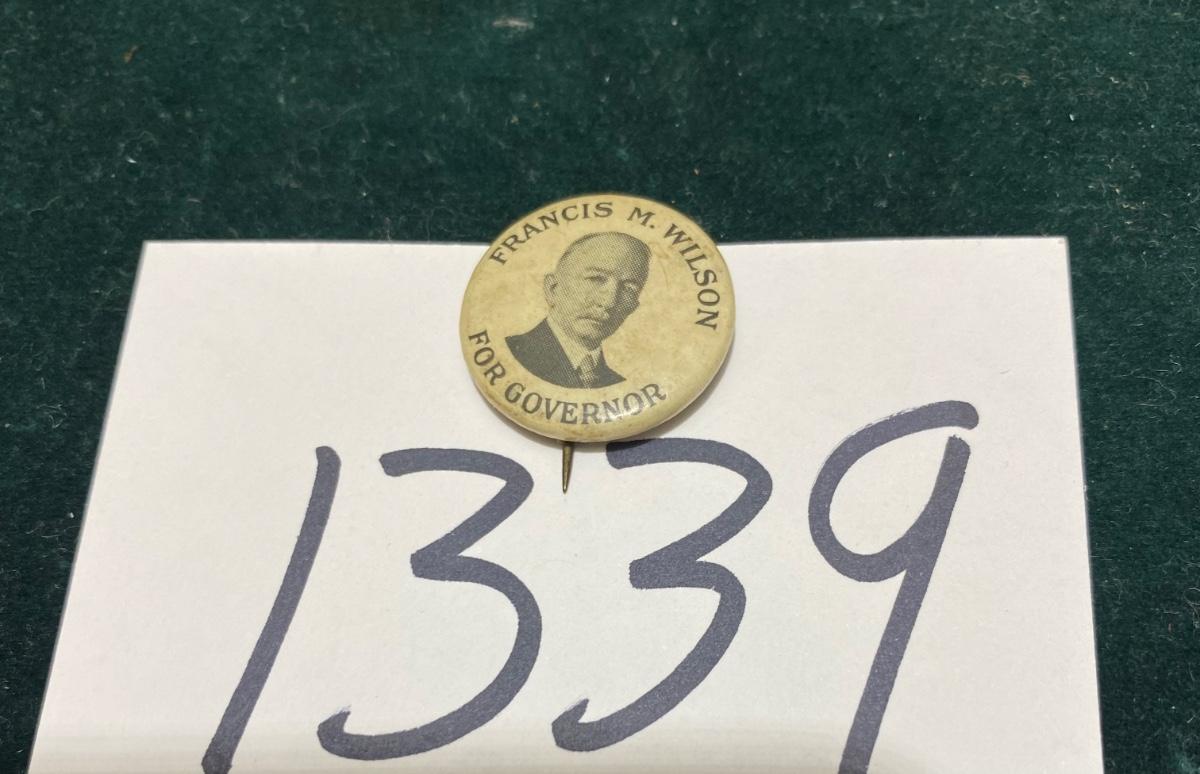 FRANCIS M. WILSON
FOR GOVERNOR
1339